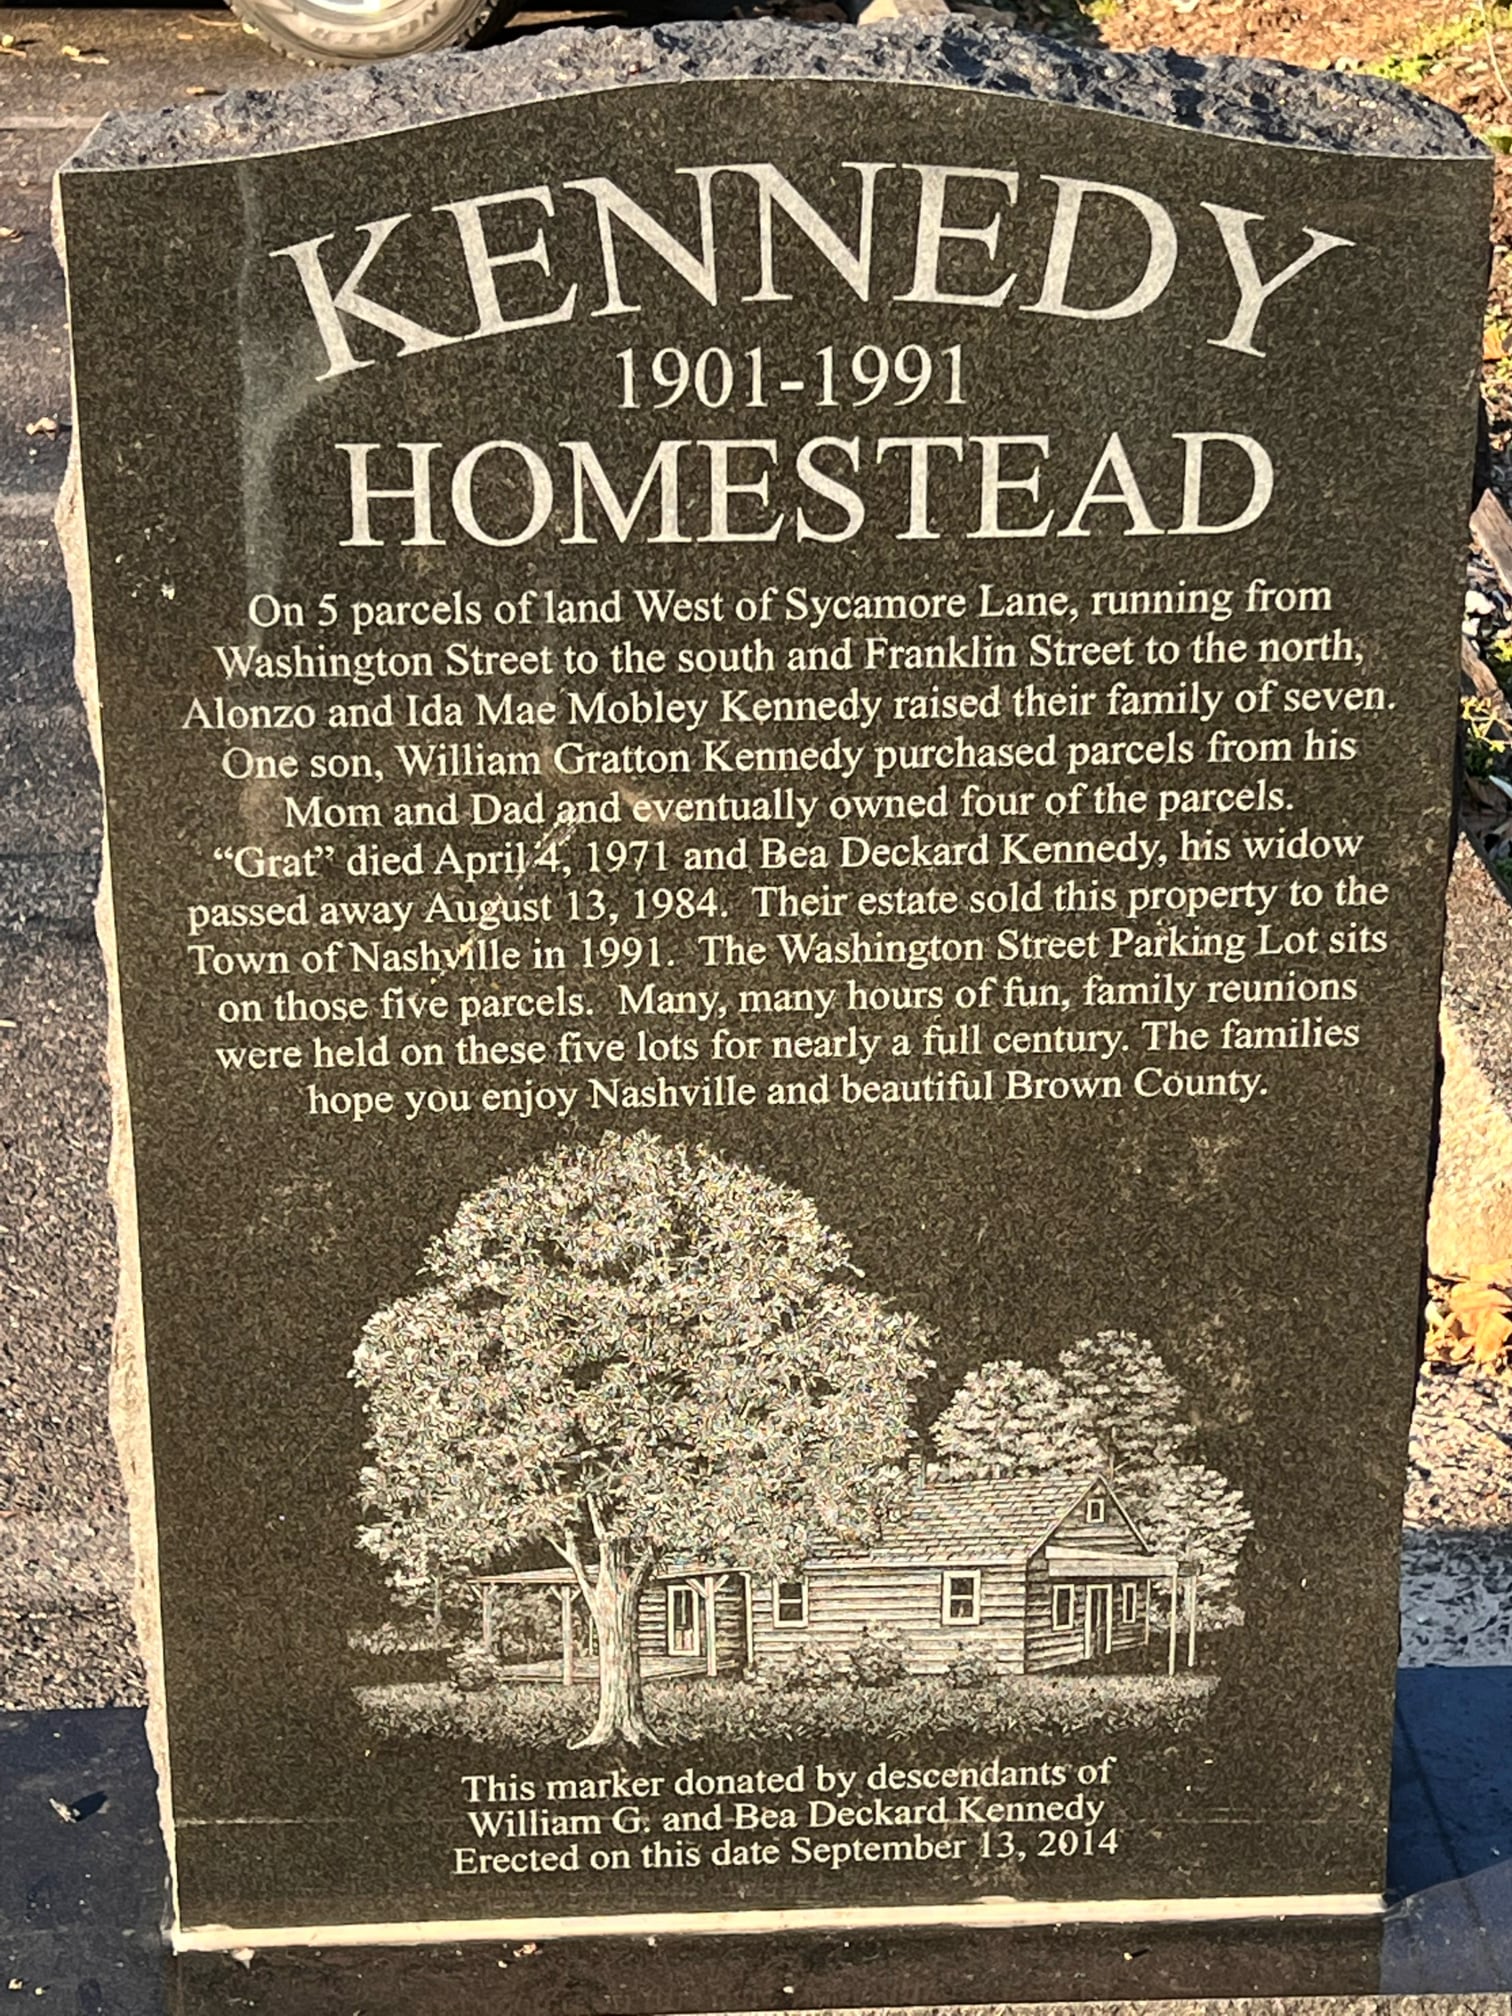 KENNEDY
1901-1991
HOMESTEAD
On 5 parcels of land West of Sycamore Lane, running from
Washington Street to the south and Franklin Street to the north,
Alonzo and Ida Mae Mobley Kennedy raised their family of seven.
One son, William Gratton Kennedy purchased parcels from his
Mom and Dad and eventually owned four of the parcels.
“Grat” died April 4, 1971 and Bea Deckard Kennedy, his widow
passed away August 13, 1984. Their estate sold this property to the
Town of Nashville in 1991. The Washington Street Parking Lot sits
on those five parcels. Many, many hours of fun, family reunions
were held on these five lots for nearly a full century. The families
hope you enjoy Nashville and beautiful Brown County.
This marker donated by descendants of
William G. and Bea Deckard Kennedy
Erected on this date September 13, 2014